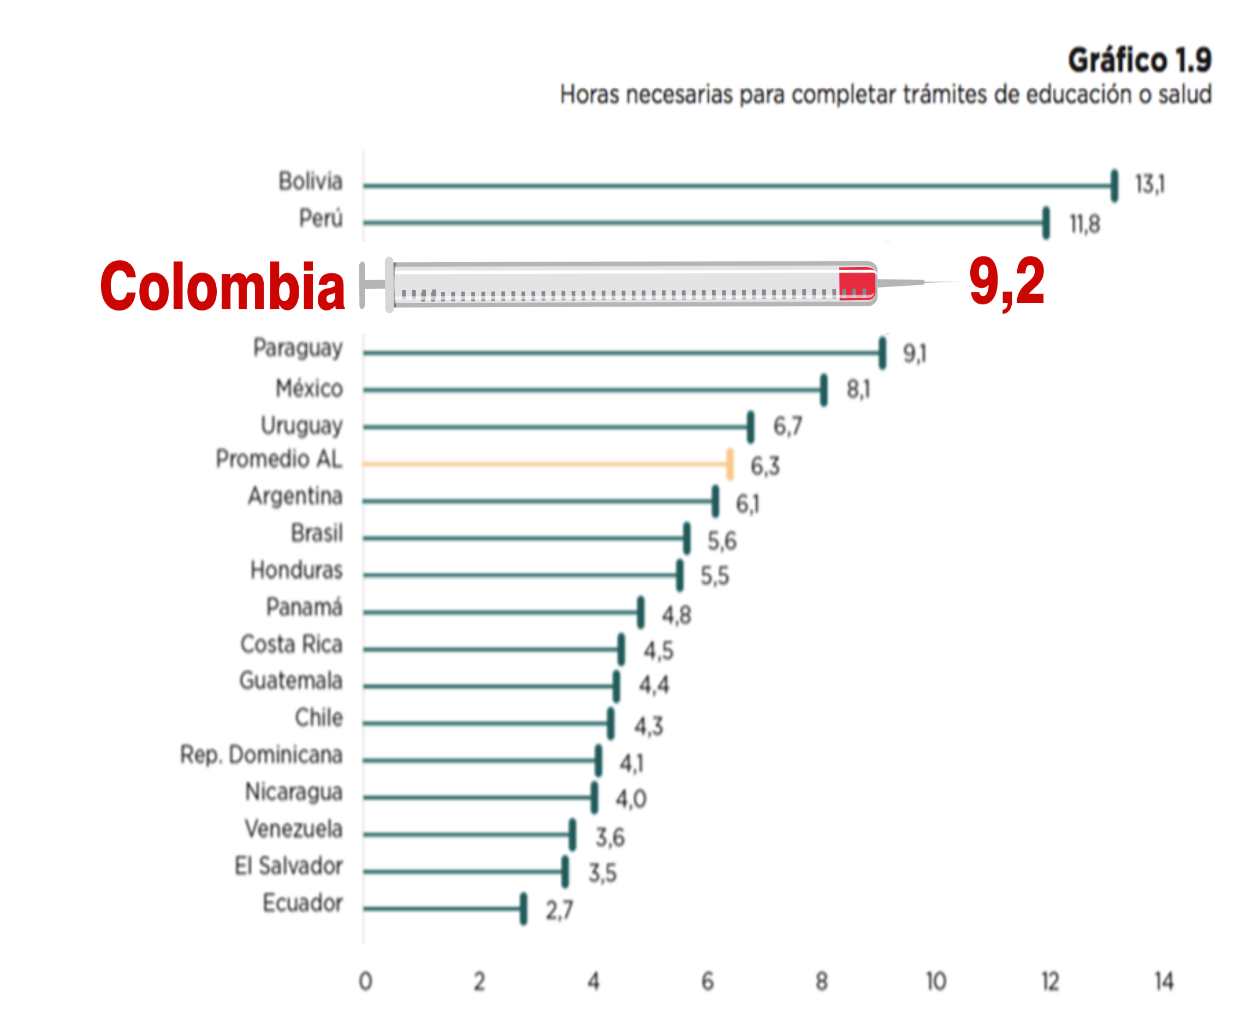 Gráfico 1.9
Horas necesarias para completar trámites de educación o salud
Bolivia 13,1
Perú 11,8
Colombia 9,2
Paraguay 9,1
México 8,1
Uruguay 6,7
Promedio AL 6,3
Argentina 6,1
Brasil 5,6
Honduras 5,5
Panamá 4,8
Costa Rica 4,5
Guatemala 4,4
Chile 4,3
Rep. Dominicana 4,1
Nicaragua 4,0
Venezuela 3,6
El Salvador 3,5
Ecuador 2,7
0 2 4 6 8 10 12 14